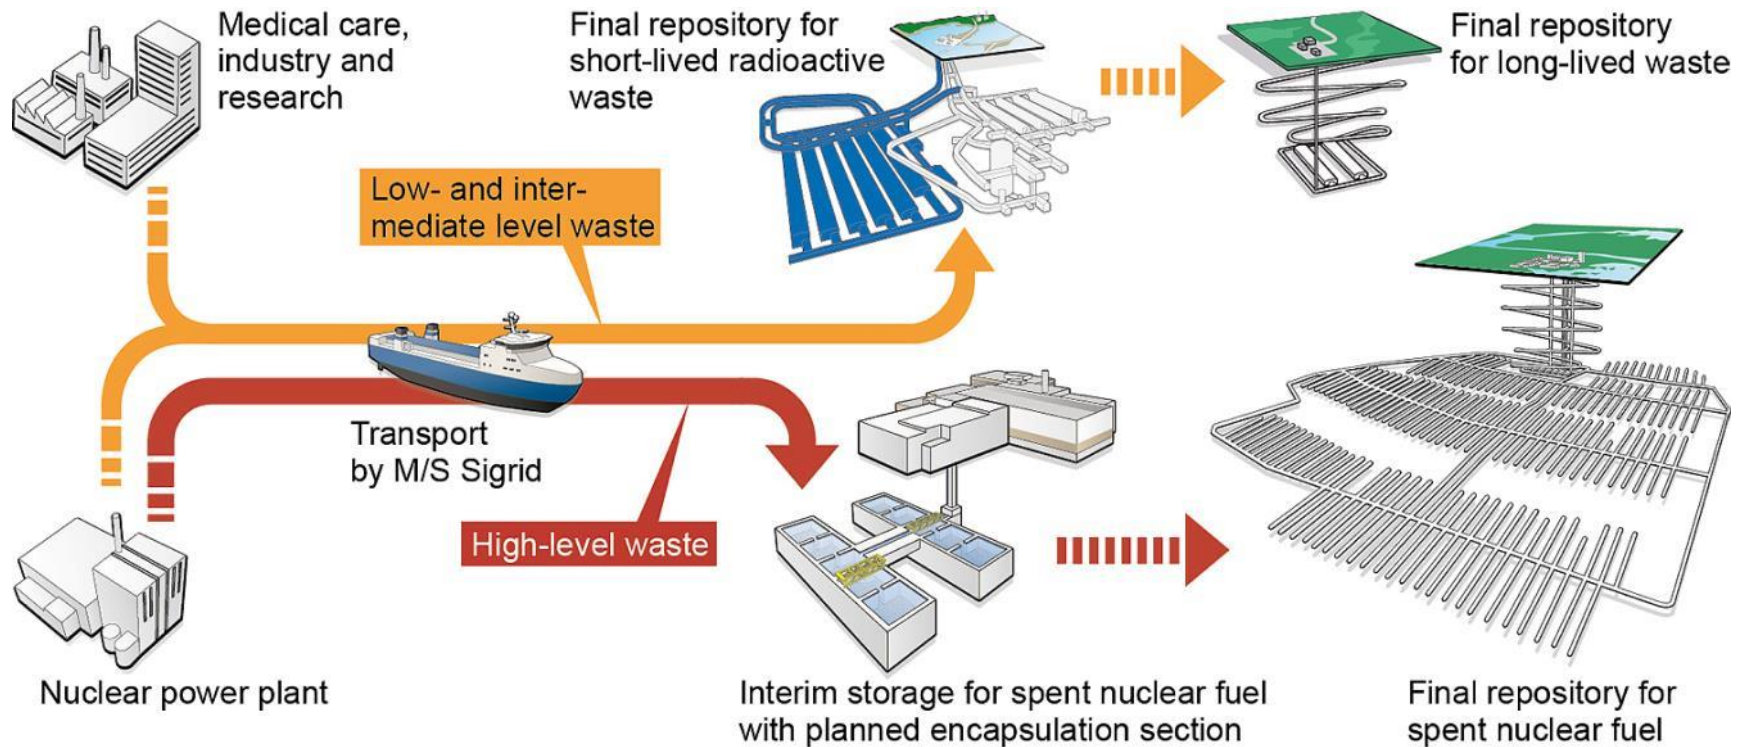 Medical care,
industry and
research
Final repository for
short-lived radioactive
waste
Final repository
for long-lived waste
Low- and inter-
mediate level waste
Transport
by M/S Sigrid
High-level waste
Nuclear power plant
Interim storage for spent nuclear fuel
with planned encapsulation section
Final repository for
spent nuclear fuel